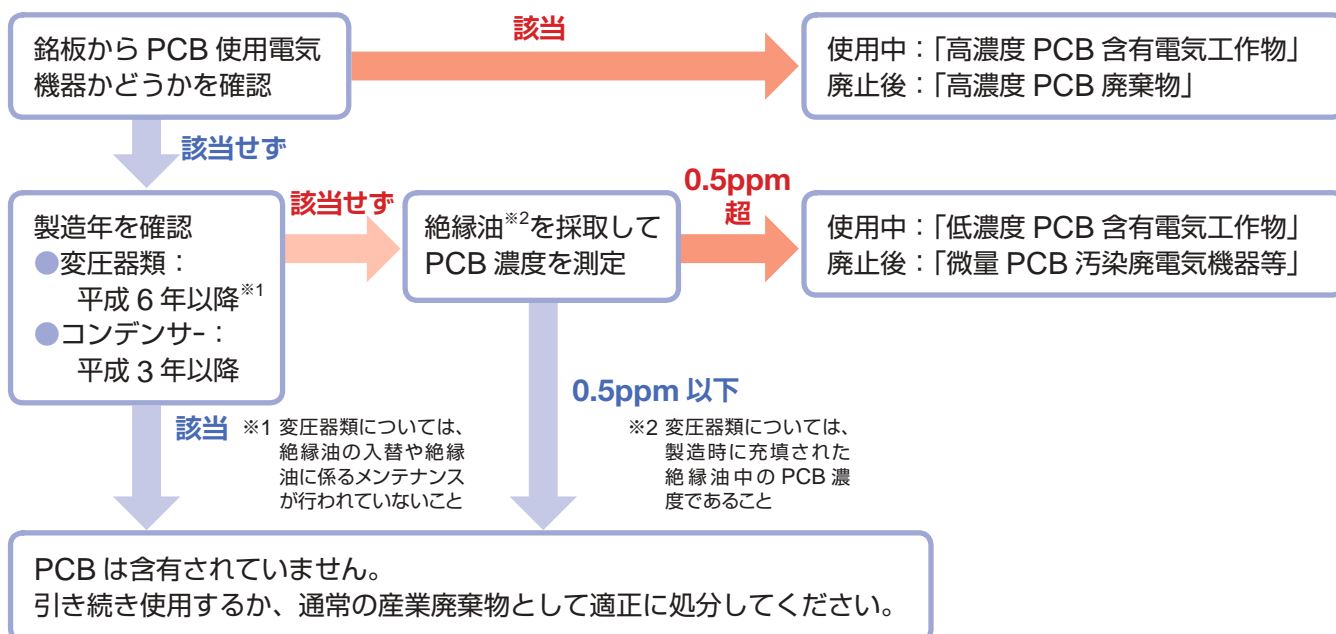 銘板から PCB 使用電気
機器かどうかを確認
該当
使用中：「高濃度 PCB 含有電気工作物」
廃止後：「高濃度 PCB 廃棄物」
該当せず
製造年を確認
●変圧器類：
平成 6 年以降※1
●コンデンサｰ：
平成 3 年以降
該当せず
絶縁油※2を採取して
PCB 濃度を測定
0.5ppm
超
使用中：「低濃度 PCB 含有電気工作物」
廃止後：「微量 PCB 汚染廃電気機器等」
該当
※1 変圧器類については、
絶縁油の入替や絶縁
油に係るメンテナンス
が行われていないこと
0.5ppm 以下
※2 変圧器類については、
製造時に充填された
絶縁油中の PCB 濃
度であること
PCB は含有されていません。
引き続き使用するか、通常の産業廃棄物として適正に処分してください。